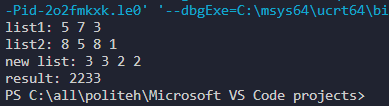 -Pid-2o2fmkxk.le0' '--dbgExe=C:\msys64\ucrt64\bi
list1: 5 7 3
list2: 8 5 8 1
new list: 3 3 2 2
result: 2233
PS C:\all\politeh\Microsoft VS Code projects>